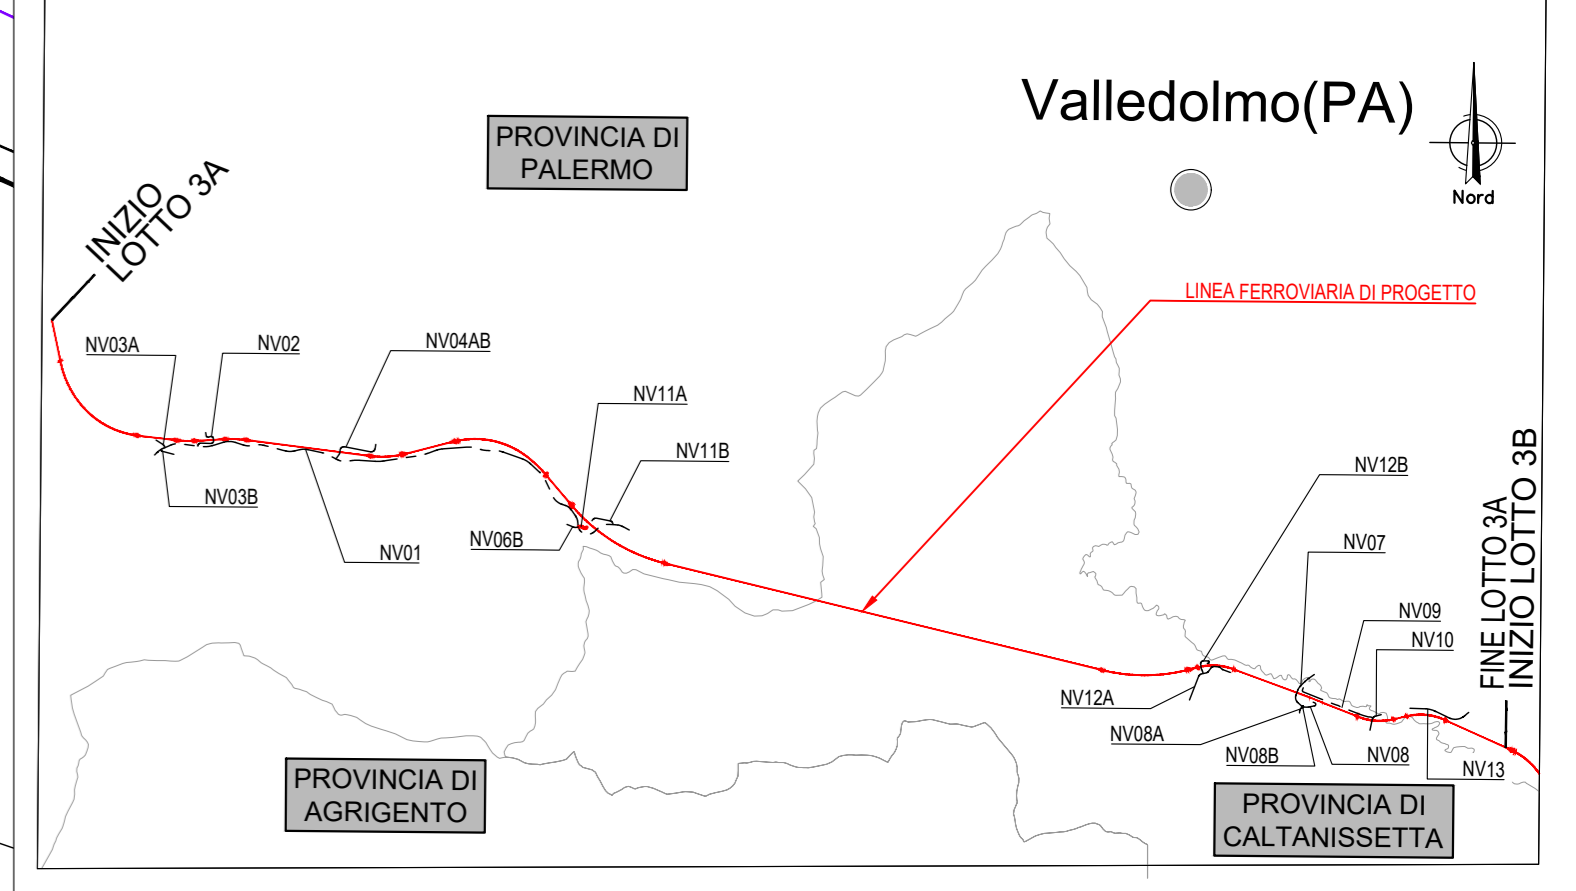 Valledolmo(PA)
Nord
PROVINCIA DI
PALERMO
INIZIO
LOTTO 3A
LINEA FERROVIARIA DI PROGETTO
NV03A
NV02
NV04AB
NV11A
NV11B
NV03B
NV01
NV06B
NV12B
NV07
NV09
NV10
NV12A
NV08A
NV08B
NV08
NV13
FINE LOTTO 3A
INIZIO LOTTO 3B
PROVINCIA DI
AGRIGENTO
PROVINCIA DI
CALTANISSETTA